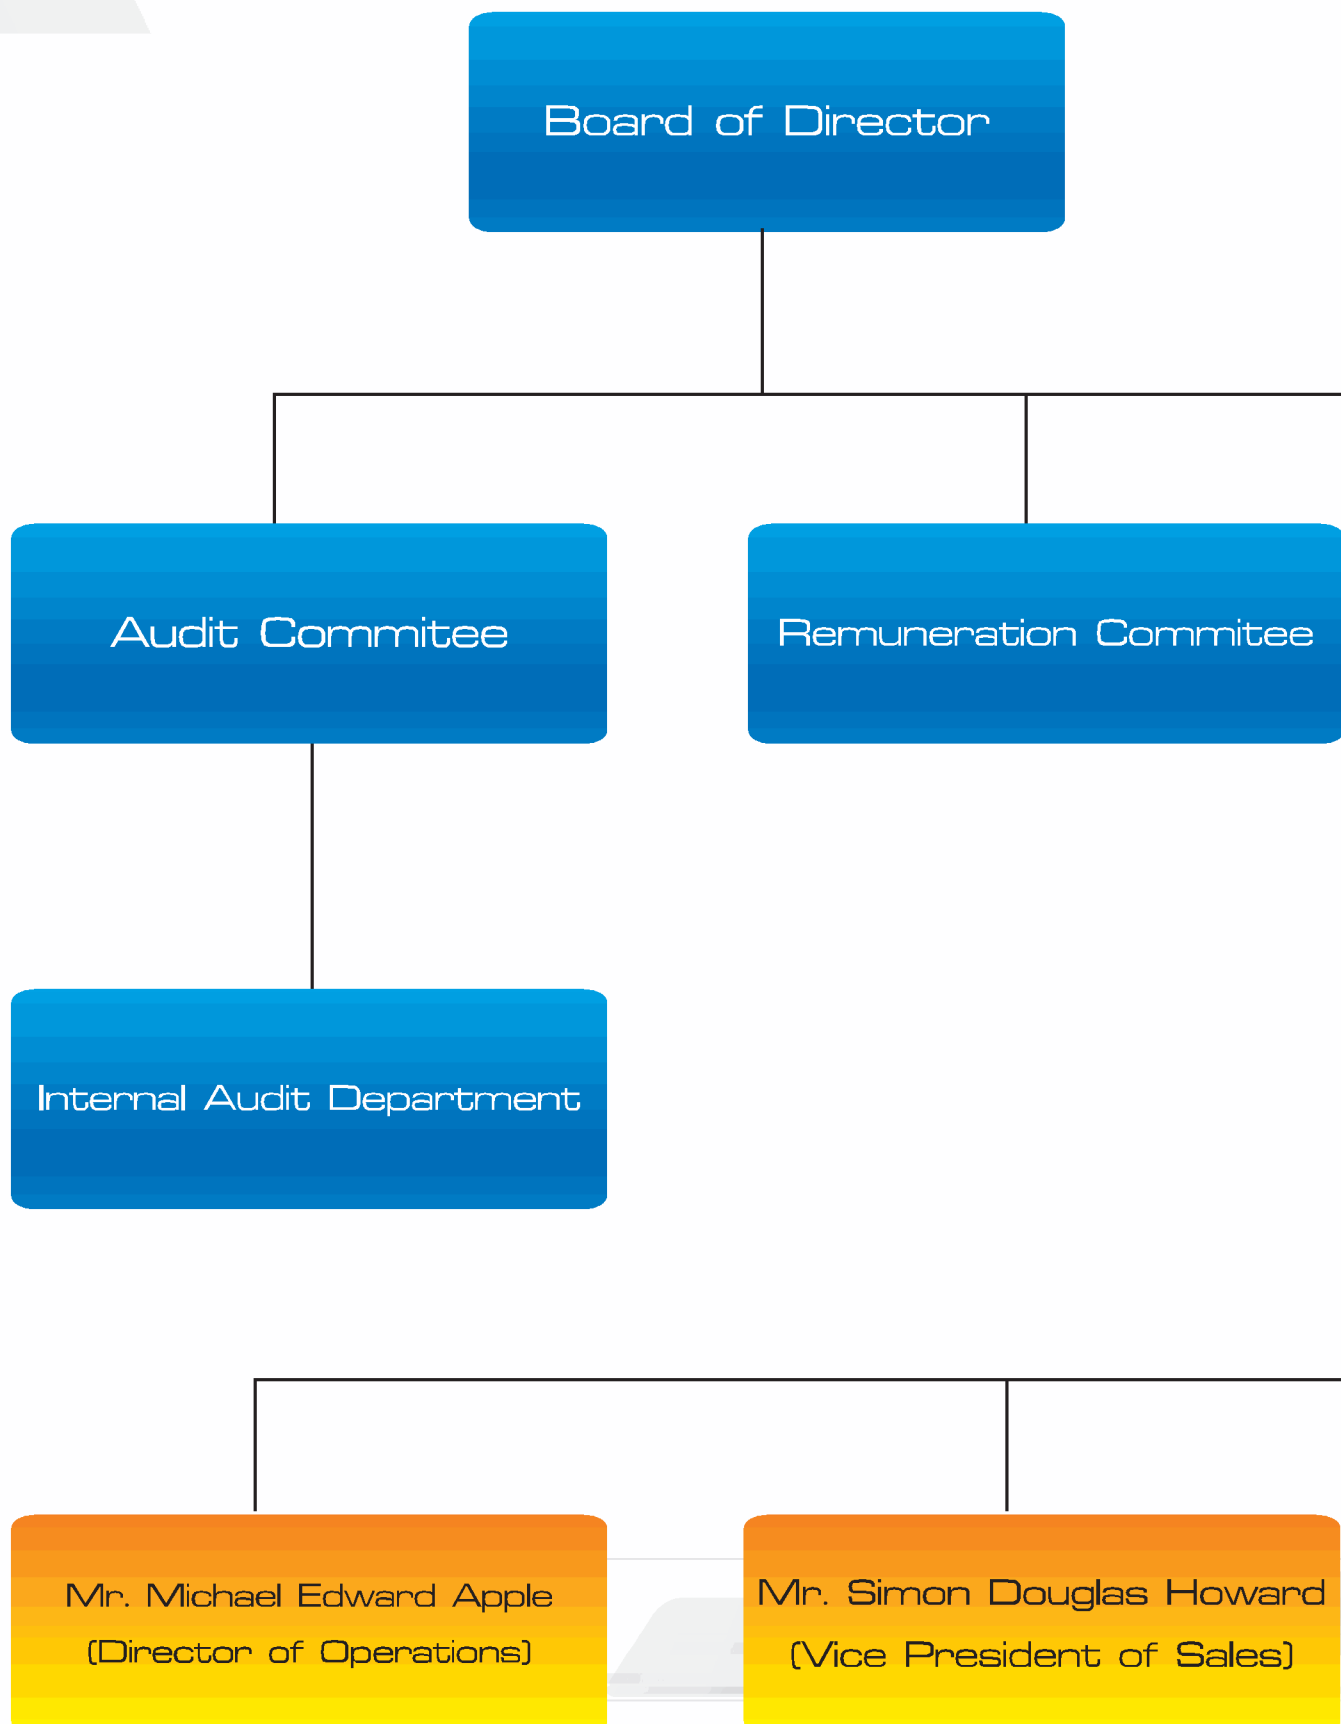 Board of Director
Audit Commitee
Remuneration Commitee
Internal Audit Department
Mr. Michael Edward Apple
(Director of Operations)
Mr. Simon Douglas Howard
(Vice President of Sales)